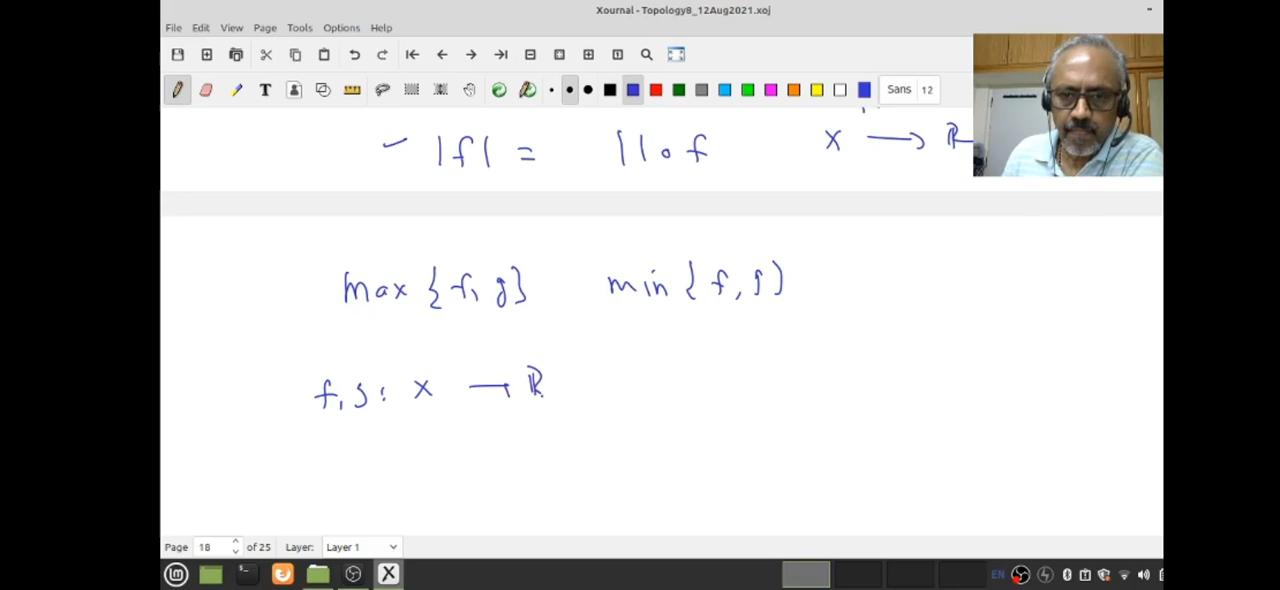 Xournal - Topology8_12Aug2021.xoj
File Edit View Page Tools Options Help
Sans 12
|f| = | | ∘ f X → ℝ
max {f, g} min {f, g}
f, g : X → ℝ
Page 18 of 25 Layer: Layer 1
EN